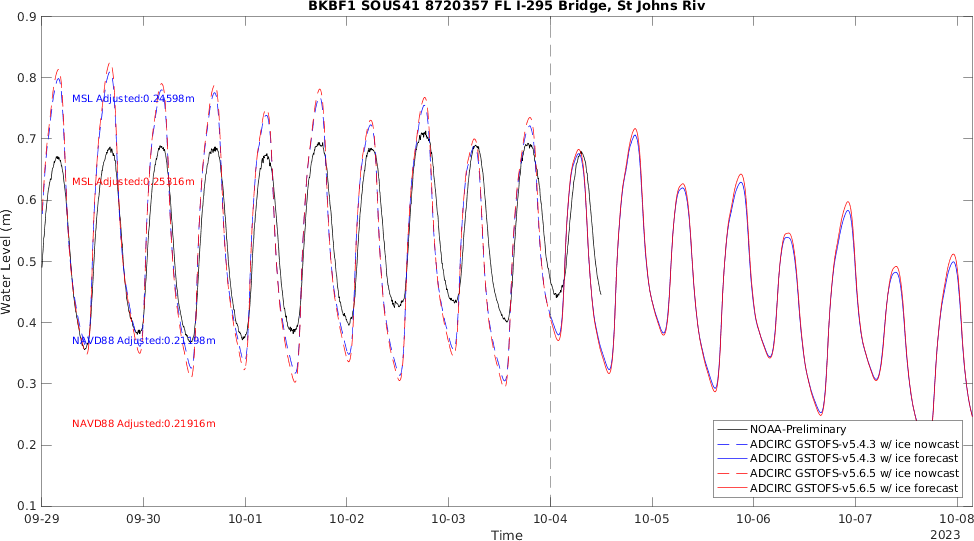 BKBF1 SOUS41 8720357 FL I-295 Bridge, St Johns Riv
0.9
0.8
0.7
0.6
0.5
0.4
0.3
0.2
0.1
Water Level (m)
MSL Adjusted:0.24598m
MSL Adjusted:0.25316m
NAVD88 Adjusted:0.21198m
NAVD88 Adjusted:0.21916m
NOAA-Preliminary
ADCIRC GSTOFS-v5.4.3 w/ ice nowcast
ADCIRC GSTOFS-v5.4.3 w/ ice forecast
ADCIRC GSTOFS-v5.6.5 w/ ice nowcast
ADCIRC GSTOFS-v5.6.5 w/ ice forecast
09-29 09-30 10-01 10-02 10-03 10-04 10-05 10-06 10-07 10-08
2023
Time